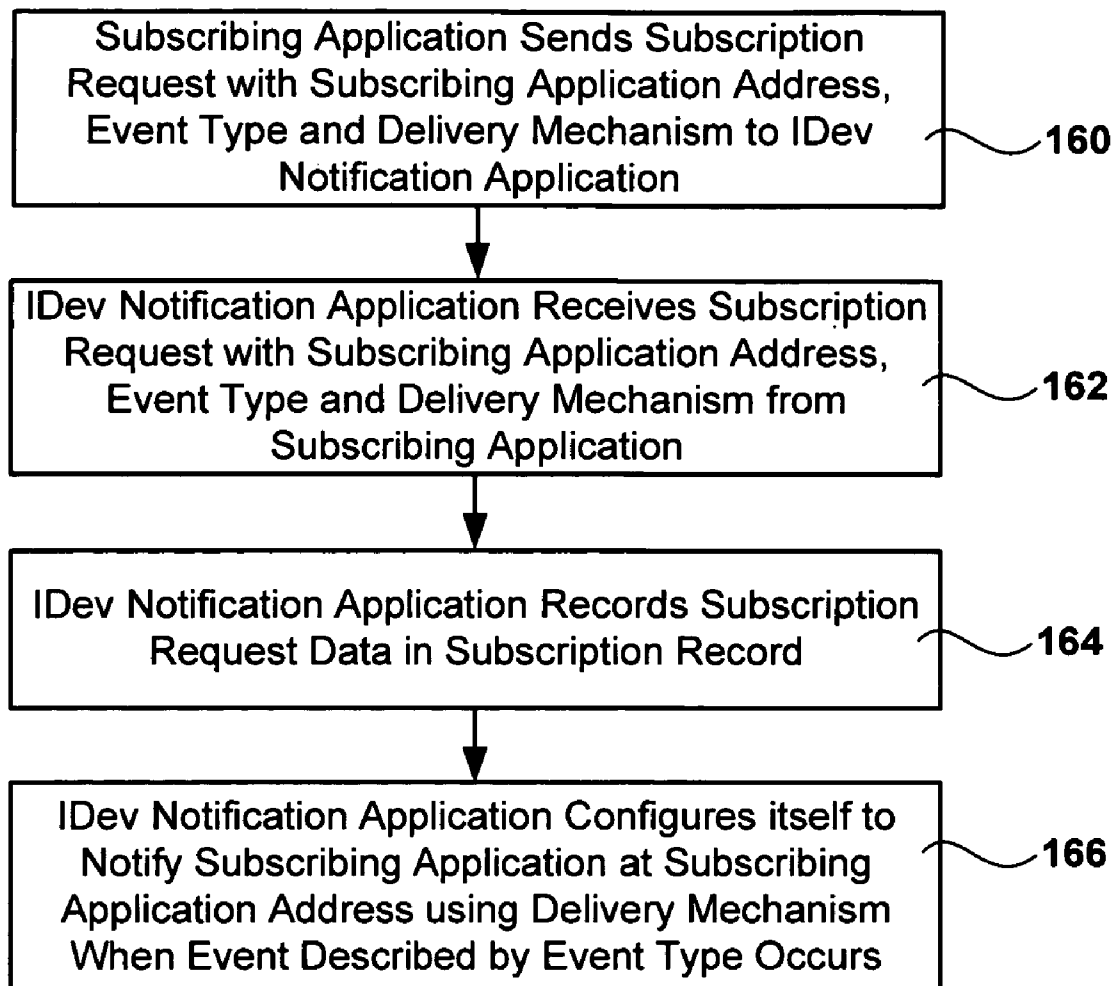 Subscribing Application Sends Subscription
Request with Subscribing Application Address,
Event Type and Delivery Mechanism to IDev
Notification Application
160
IDev Notification Application Receives Subscription
Request with Subscribing Application Address,
Event Type and Delivery Mechanism from
Subscribing Application
162
IDev Notification Application Records Subscription
Request Data in Subscription Record
164
IDev Notification Application Configures itself to
Notify Subscribing Application at Subscribing
Application Address using Delivery Mechanism
When Event Described by Event Type Occurs
166